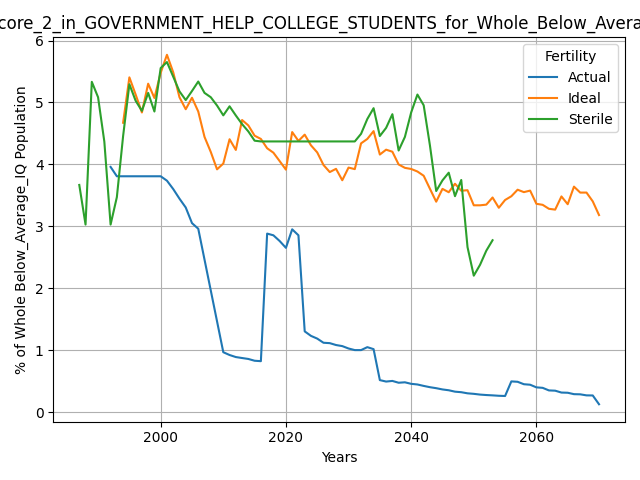 core_2_in_GOVERNMENT_HELP_COLLEGE_STUDENTS_for_Whole_Below_Avera
Fertility
Actual
Ideal
Sterile
% of Whole Below_Average_IQ Population
6
5
4
3
2
1
0
2000
2020
2040
2060
Years